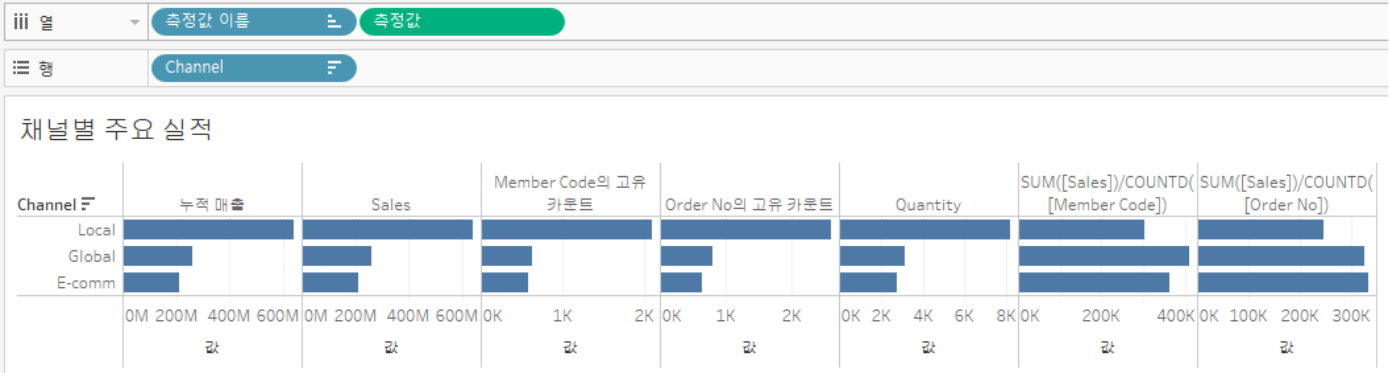 열 측정값 이름 측정값
행 Channel
채널별 주요 실적
Member Code의 고유 SUM([Sales])/COUNTD( SUM([Sales])/COUNTD(
Channel 누적 매출 Sales 카운트 Order No의 고유 카운트 Quantity [Member Code]) [Order No])
Local
Global
E-comm
0M 200M 400M 600M 0M 200M 400M 600M 0K 1K 2K 0K 1K 2K 0K 2K 4K 6K 8K 0K 200K 400K 0K 100K 200K 300K
값 값 값 값 값 값 값